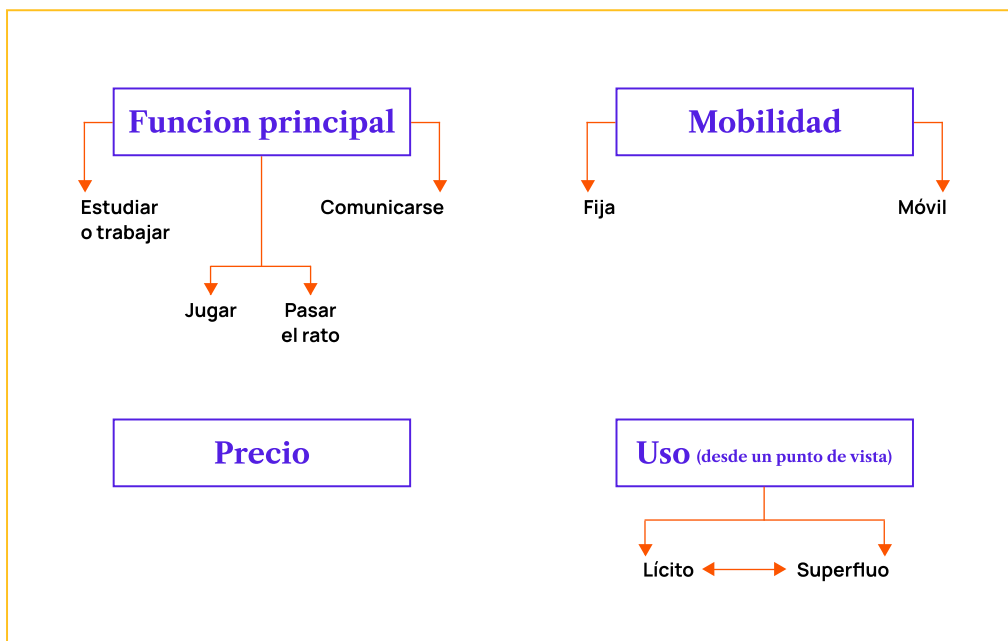 Funcion principal
Estudiar
o trabajar
Comunicarse
Jugar
Pasar
el rato
Mobilidad
Fija
Móvil
Precio
Uso (desde un punto de vista)
Lícito
Superfluo